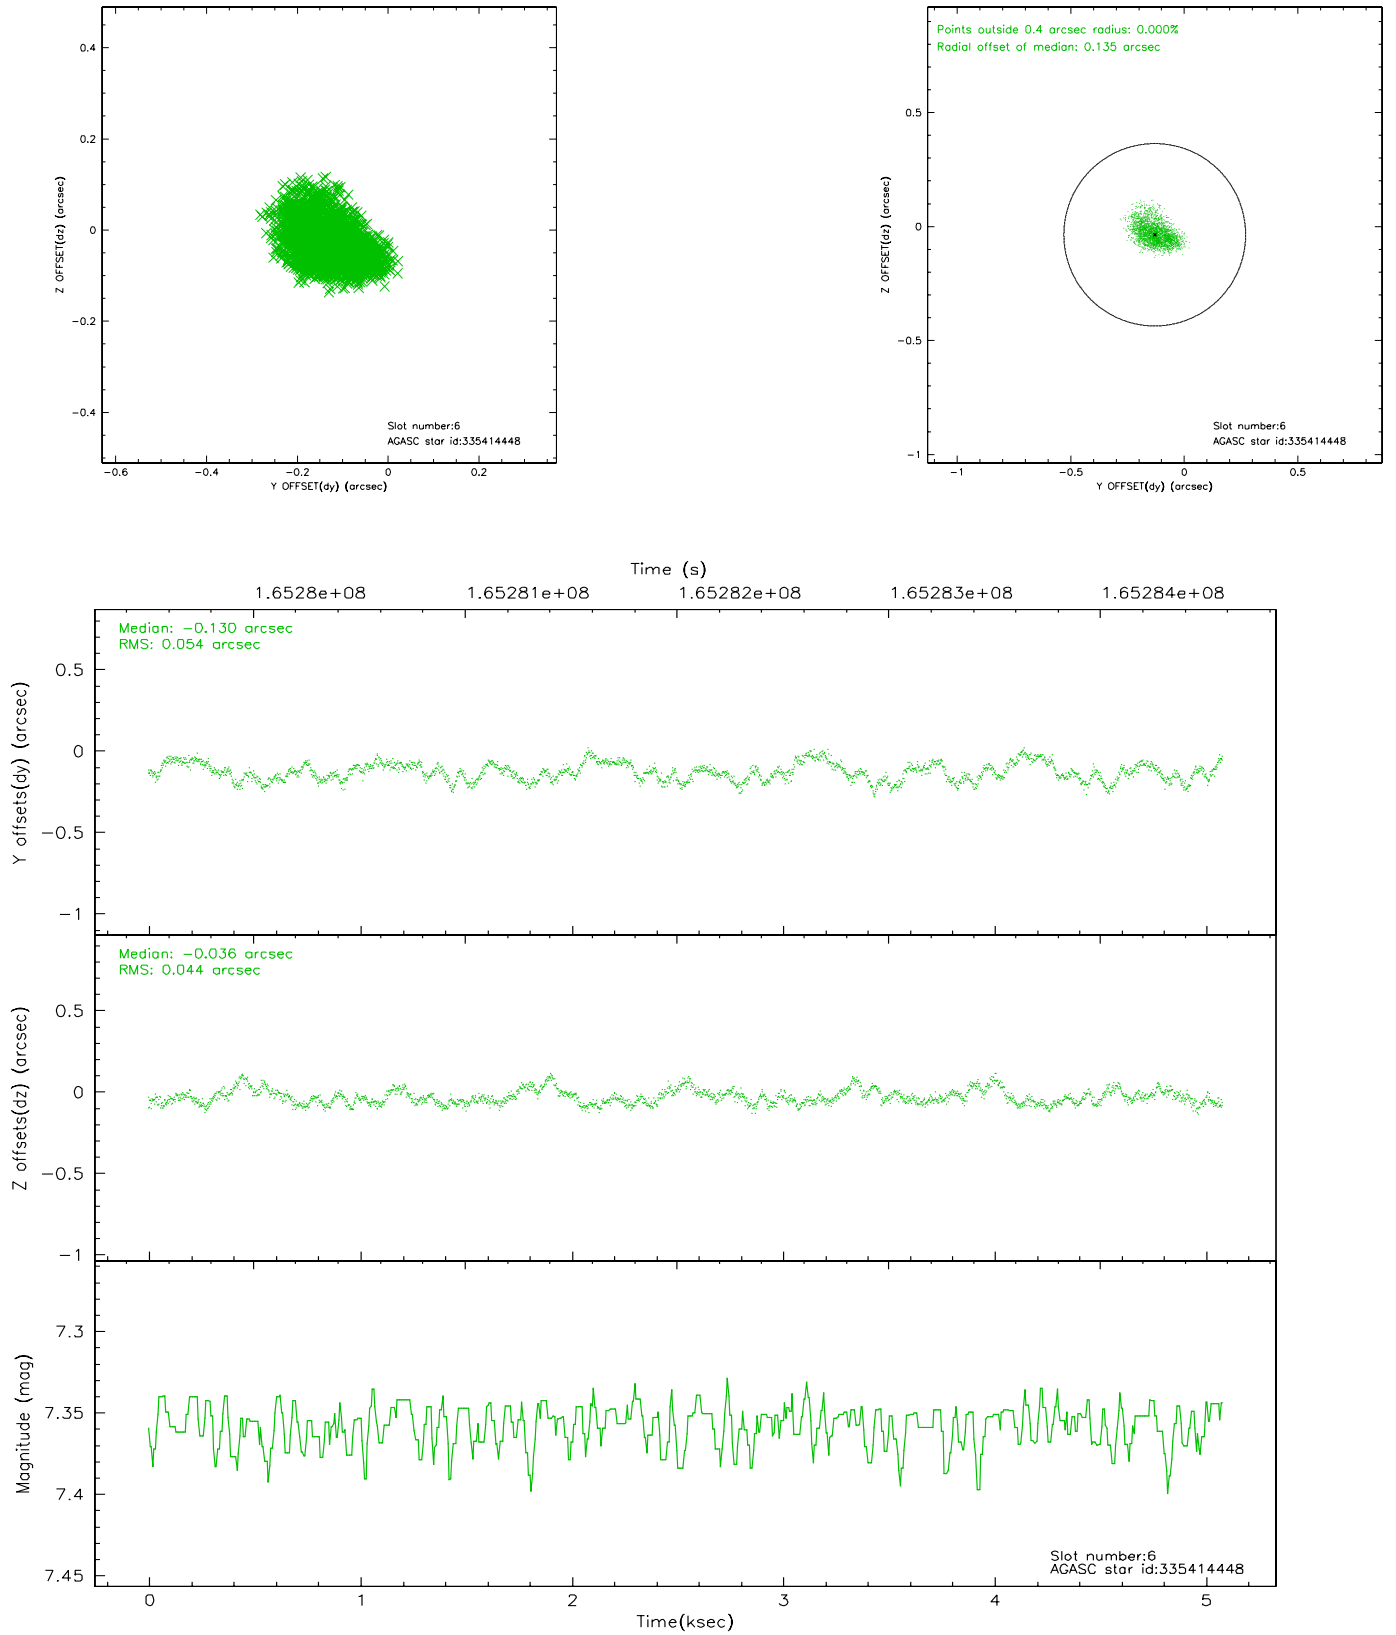 0.4
0.2
0
−0.2
−0.4
Z OFFSET(dz) (arcsec)
Slot number:6
AGASC star id:335414448
−0.6 −0.4 −0.2 0 0.2
Y OFFSET(dy) (arcsec)
Points outside 0.4 arcsec radius: 0.000%
Radial offset of median: 0.135 arcsec
0.5
0
−0.5
−1
Z OFFSET(dz) (arcsec)
Slot number:6
AGASC star id:335414448
−1 −0.5 0 0.5
Y OFFSET(dy) (arcsec)
Time (s)
1.6528e+08 1.65281e+08 1.65282e+08 1.65283e+08 1.65284e+08
Median: −0.130 arcsec
RMS: 0.054 arcsec
0.5
0
−0.5
−1
Y offsets(dy) (arcsec)
Median: −0.036 arcsec
RMS: 0.044 arcsec
0.5
0
−0.5
−1
Z offsets(dz) (arcsec)
7.3
7.35
7.4
7.45
Magnitude (mag)
Slot number:6
AGASC star id:335414448
0 1 2 3 4 5
Time(ksec)